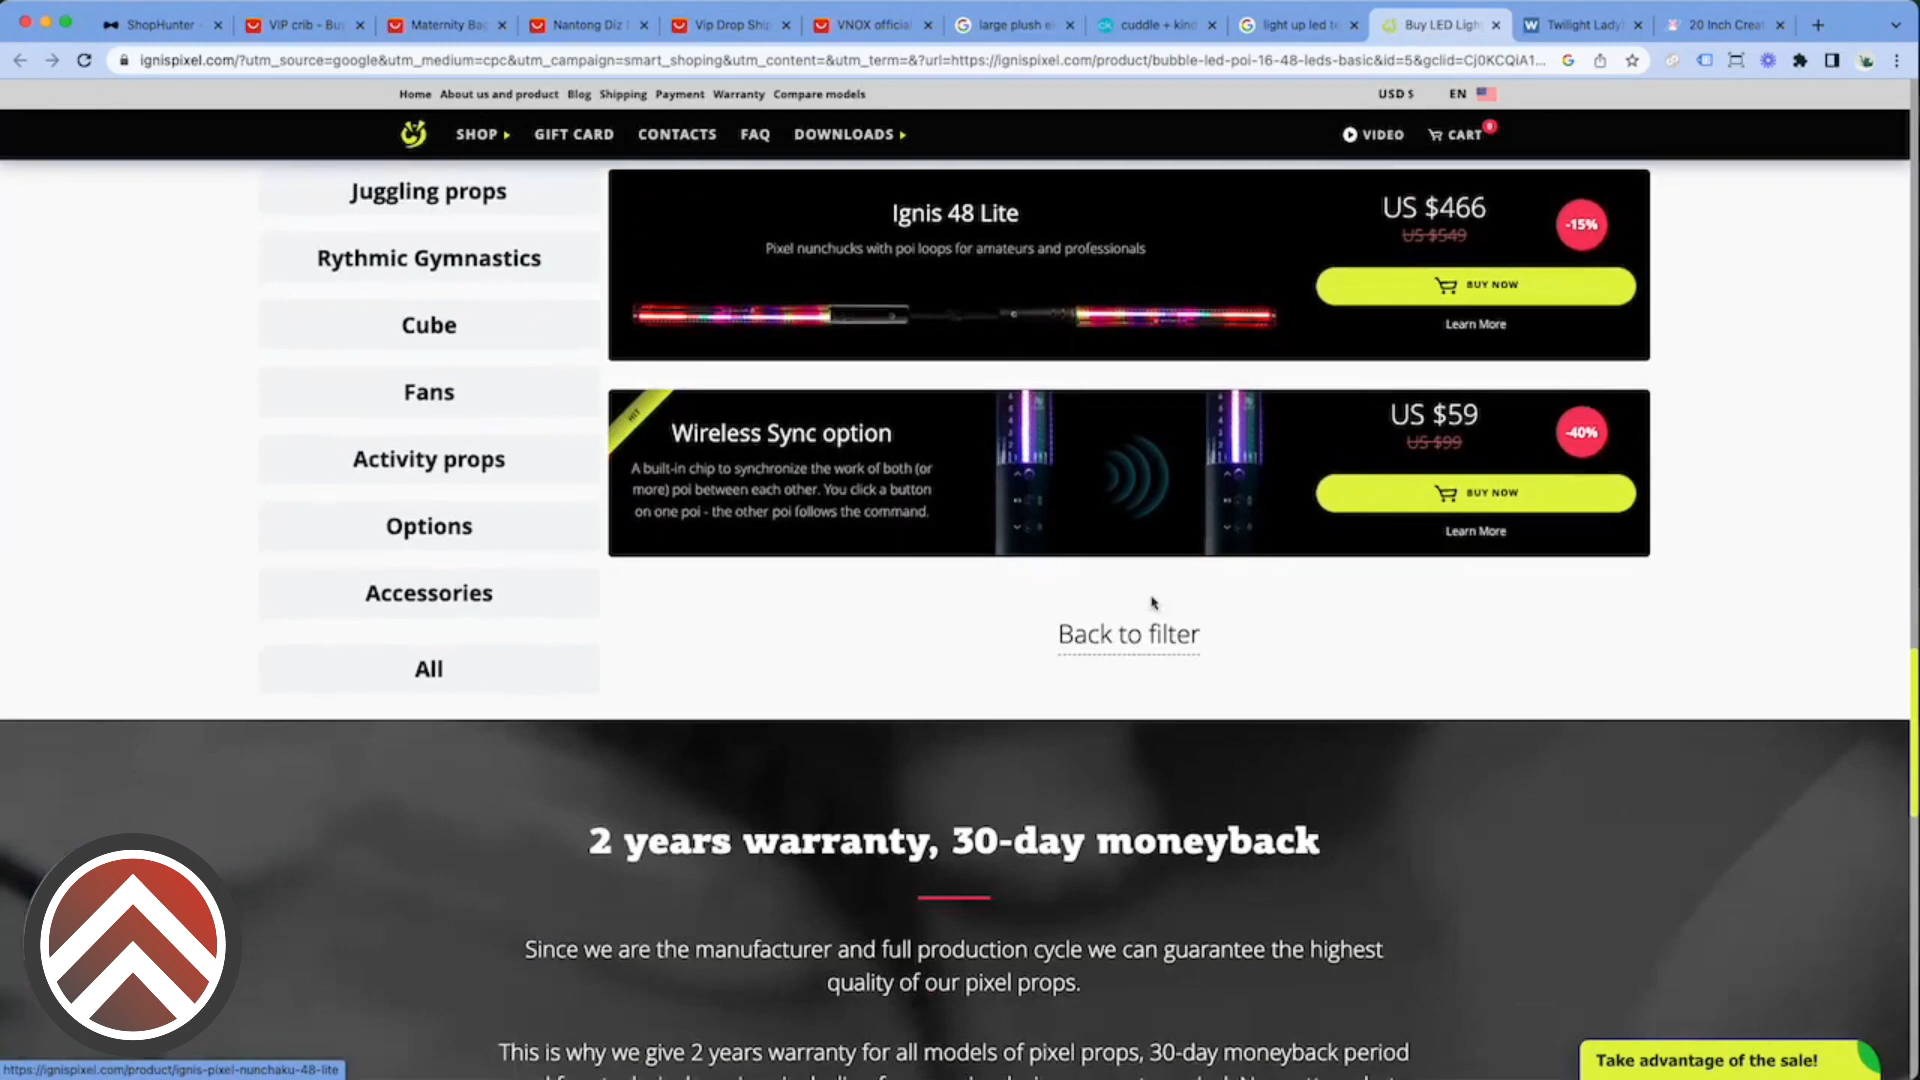 ShopHunter
VIP crib - Bu
Maternity Bac
Nantong Diz
Vip Drop Ship
VNOX official
large plush e
cuddle + kind
light up led t
Buy LED Ligh
Twilight Lady
20 Inch Crea
ignispixel.com/?utm_source=google&utm_medium=cpc&utm_campaign=smart_shoping&utm_content=&utm_term=&?url=https://ignispixel.com/product/bubble-led-poi-16-48-leds-basic&id=5&gclid=Cj0KCQiA1...
Home About us and product Blog Shipping Payment Warranty Compare models
USD $ EN
SHOP GIFT CARD CONTACTS FAQ DOWNLOADS
VIDEO CART 0
Juggling props
Rythmic Gymnastics
Cube
Fans
Activity props
Options
Accessories
All
Ignis 48 Lite
Pixel nunchucks with poi loops for amateurs and professionals
US $466
US $549
-15%
BUY NOW
Learn More
HIT
Wireless Sync option
A built-in chip to synchronize the work of both (or
more) poi between each other. You click a button
on one poi - the other poi follows the command.
US $59
US $99
-40%
BUY NOW
Learn More
Back to filter
2 years warranty, 30-day moneyback
Since we are the manufacturer and full production cycle we can guarantee the highest
quality of our pixel props.
This is why we give 2 years warranty for all models of pixel props, 30-day moneyback period
Take advantage of the sale!
https://ignispixel.com/product/ignis-pixel-nunchaku-48-lite